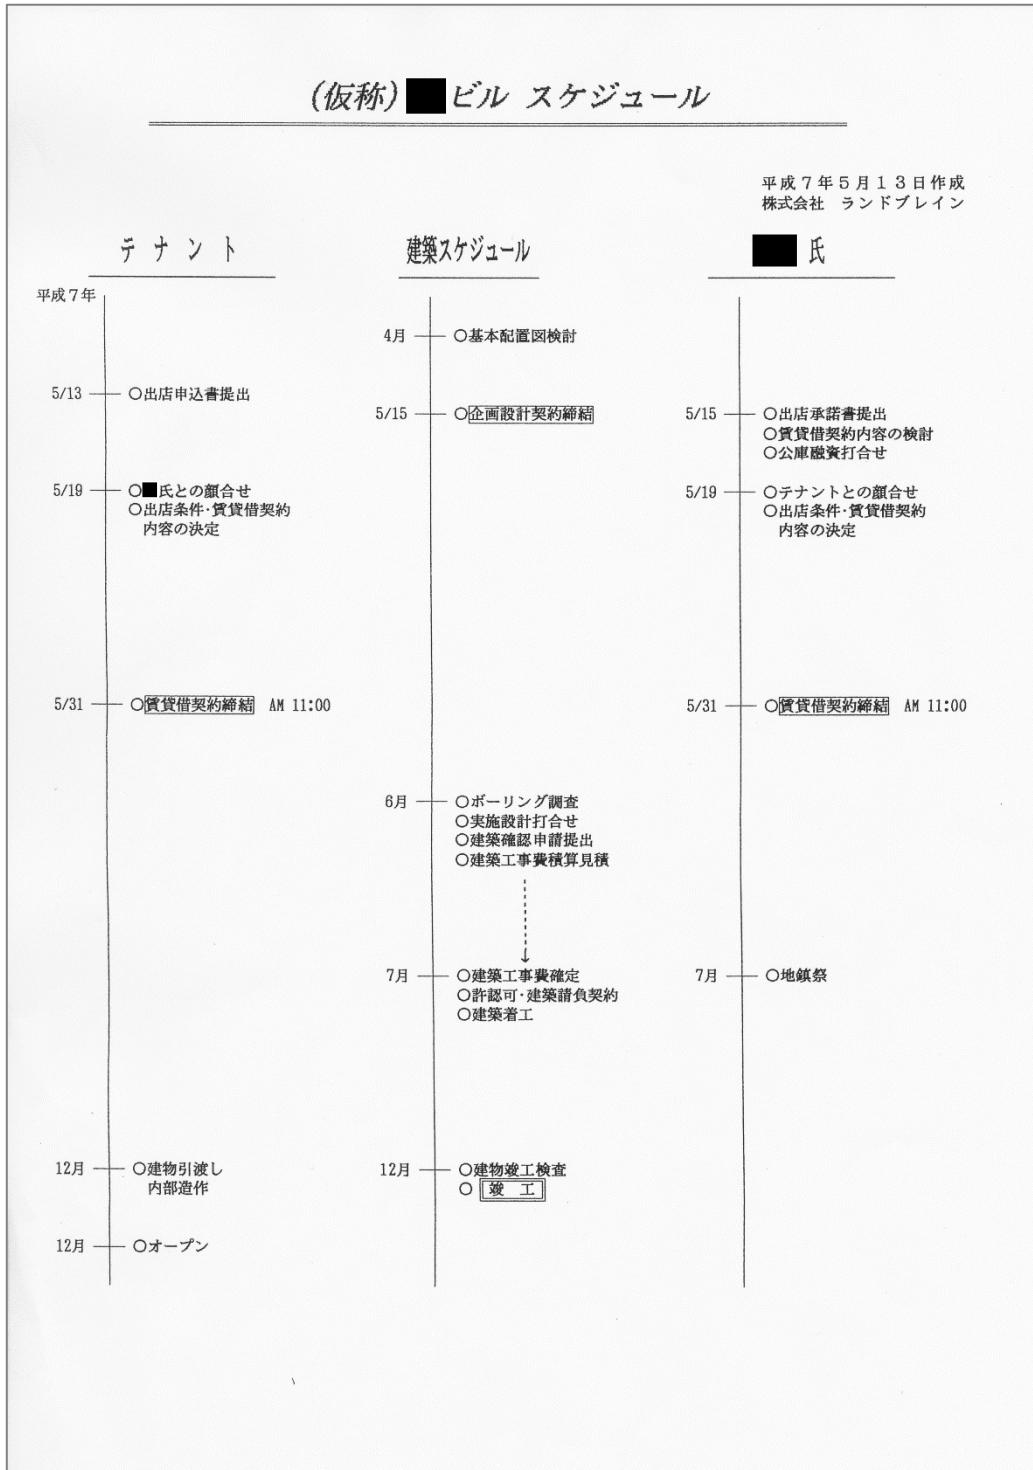 (仮称)ビル スケジュール
平成7年5月13日作成
株式会社 ランドブレイン
テナント
平成7年
5/13 ○出店申込書提出
5/19 ○氏との顔合せ
○出店条件・賃貸借契約
内容の決定
5/31 ○賃貸借契約締結 AM 11:00
12月 ○建物引渡し
内部造作
12月 ○オープン
建築スケジュール
4月 ○基本配置図検討
5/15 ○企画設計契約締結
6月 ○ボーリング調査
○実施設計打合せ
○建築確認申請提出
○建築工事費積算見積
7月 ○建築工事費確定
○許認可・建築請負契約
○建築着工
12月 ○建物竣工検査
○竣 工
氏
5/15 ○出店承諾書提出
○賃貸借契約内容の検討
○公庫融資打合せ
5/19 ○テナントとの顔合せ
○出店条件・賃貸借契約
内容の決定
5/31 ○賃貸借契約締結 AM 11:00
7月 ○地鎮祭